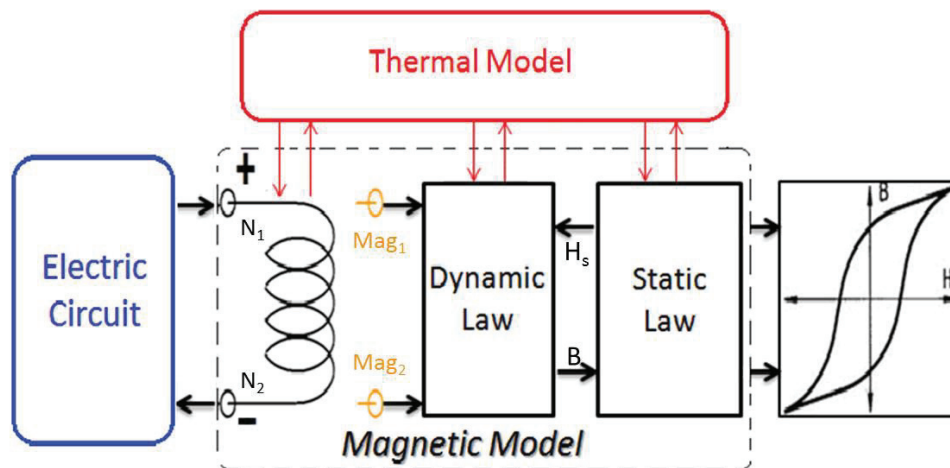 Thermal Model
+
N₁
Electric
Circuit
N₂
-
Mag₁
Mag₂
Dynamic
Law
Hₛ
B
Static
Law
B
H
Magnetic Model